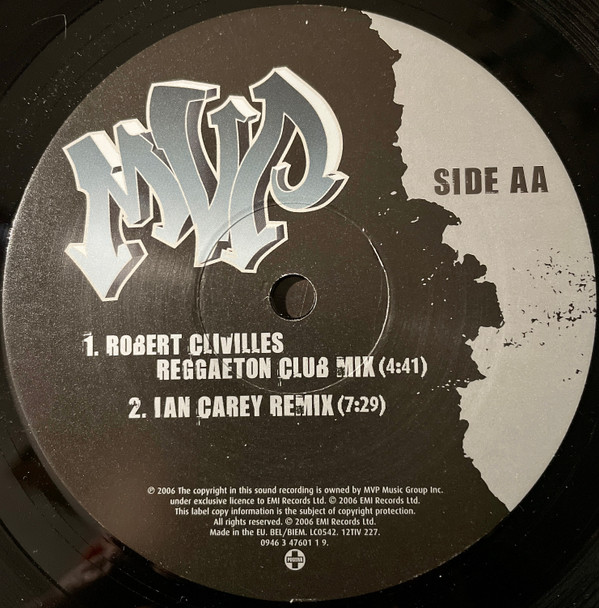 MVP
SIDE AA
1. ROBERT CLIVILLES
REGGAETON CLUB MIX (4:41)
2. IAN CAREY REMIX (7:29)
℗ 2006 The copyright in this sound recording is owned by MVP Music Group Inc.
under exclusive licence to EMI Records Ltd. © 2006 EMI Records Ltd.
This label copy information is the subject of copyright protection.
All rights reserved. © 2006 EMI Records Ltd.
Made in the EU. BEL/BIEM. LC0542. 12TIV 227.
0946 3 47601 1 9.
POSITIVA